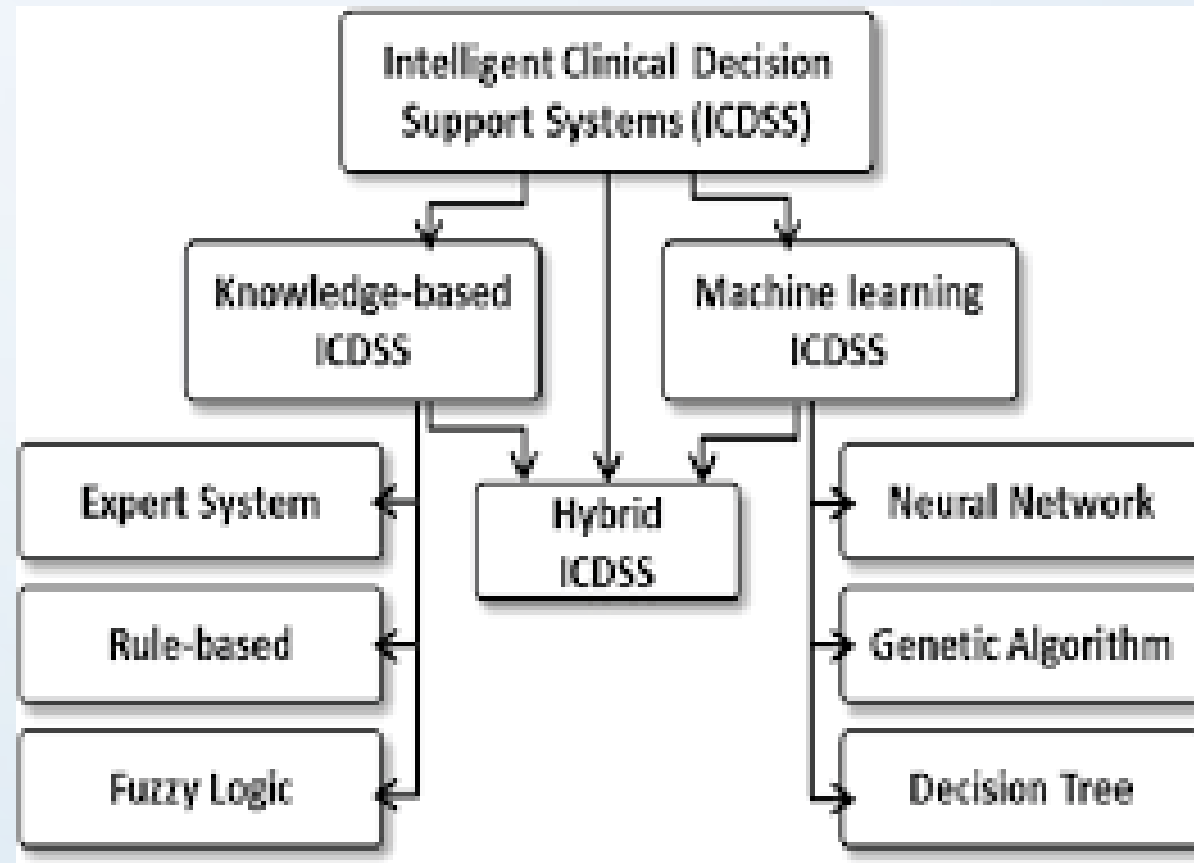 Intelligent Clinical Decision
Support Systems (ICDSS)
Knowledge-based
ICDSS
Machine learning
ICDSS
Expert System
Rule-based
Fuzzy Logic
Hybrid
ICDSS
Neural Network
Genetic Algorithm
Decision Tree